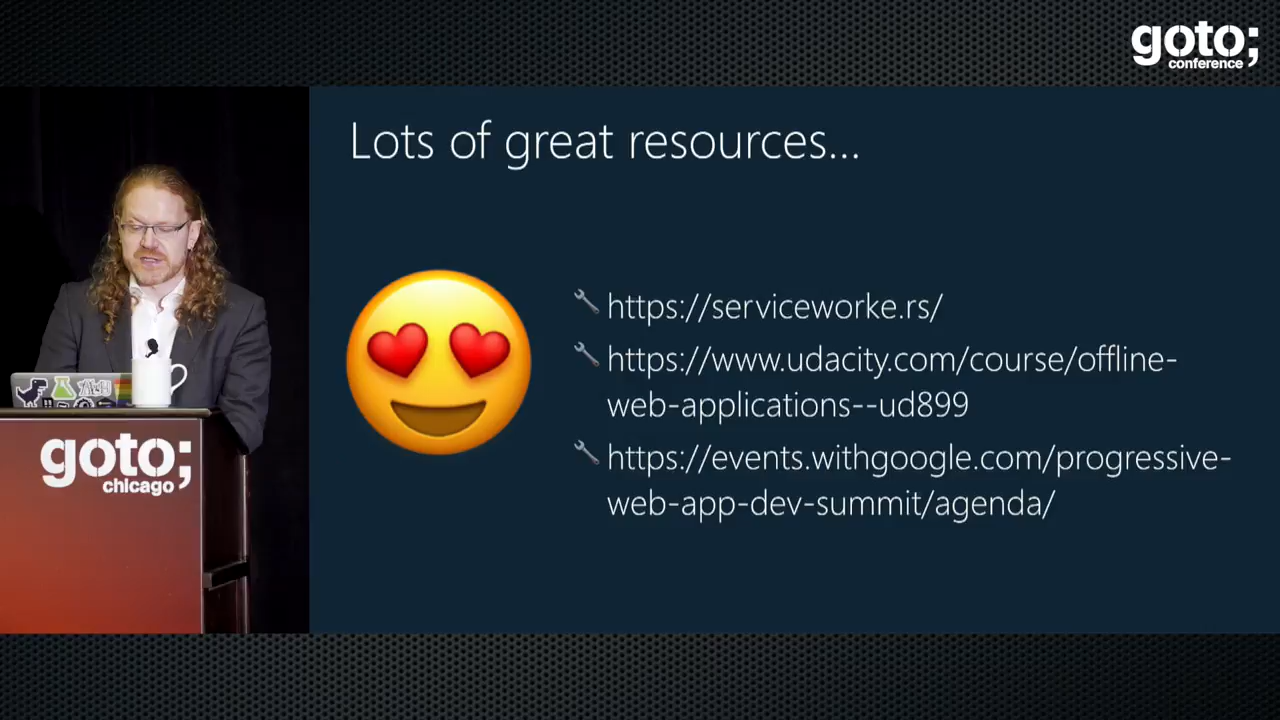 goto;
conference
Lots of great resources...
https://serviceworke.rs/
https://www.udacity.com/course/offline-
web-applications--ud899
https://events.withgoogle.com/progressive-
web-app-dev-summit/agenda/
goto;
chicago